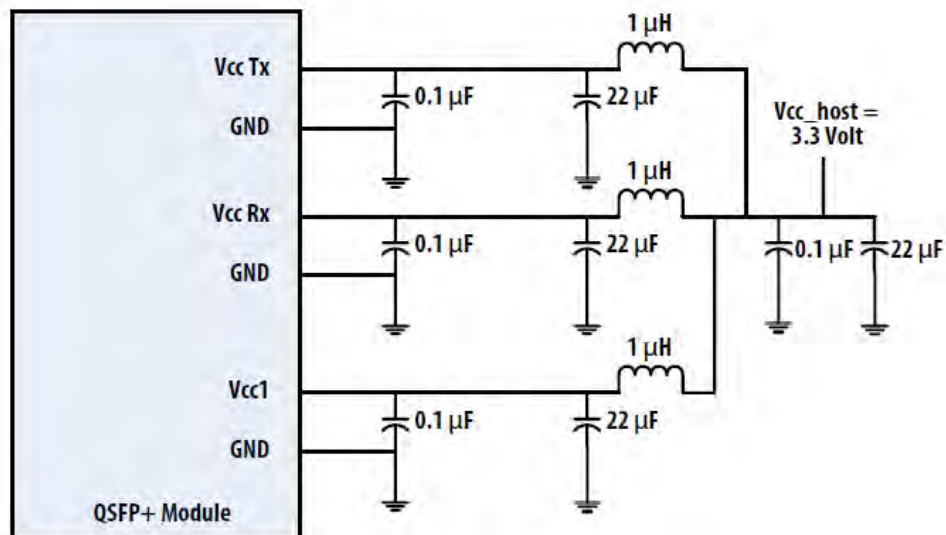 1 μH
Vcc Tx
0.1 μF
22 μF
GND
Vcc_host =
3.3 Volt
1 μH
Vcc Rx
0.1 μF
22 μF
0.1 μF
22 μF
GND
1 μH
Vcc1
0.1 μF
22 μF
GND
QSFP+ Module